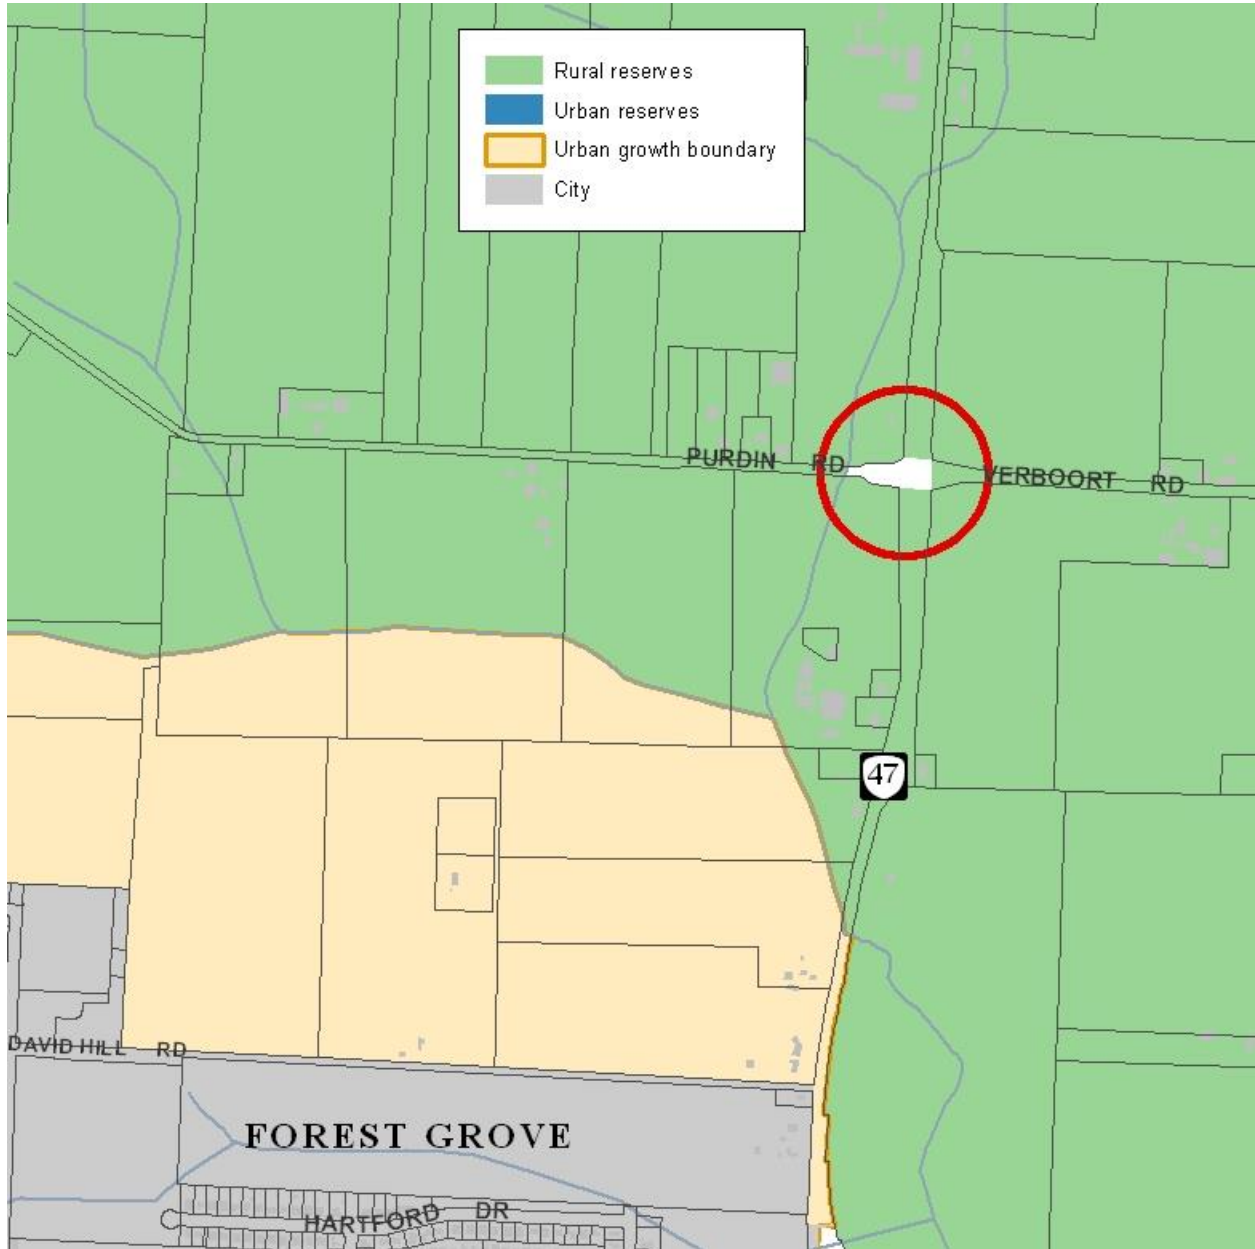 Rural reserves
Urban reserves
Urban growth boundary
City
PURDIN RD
VERBOORT RD
47
DAVID HILL RD
FOREST GROVE
HARTFORD DR